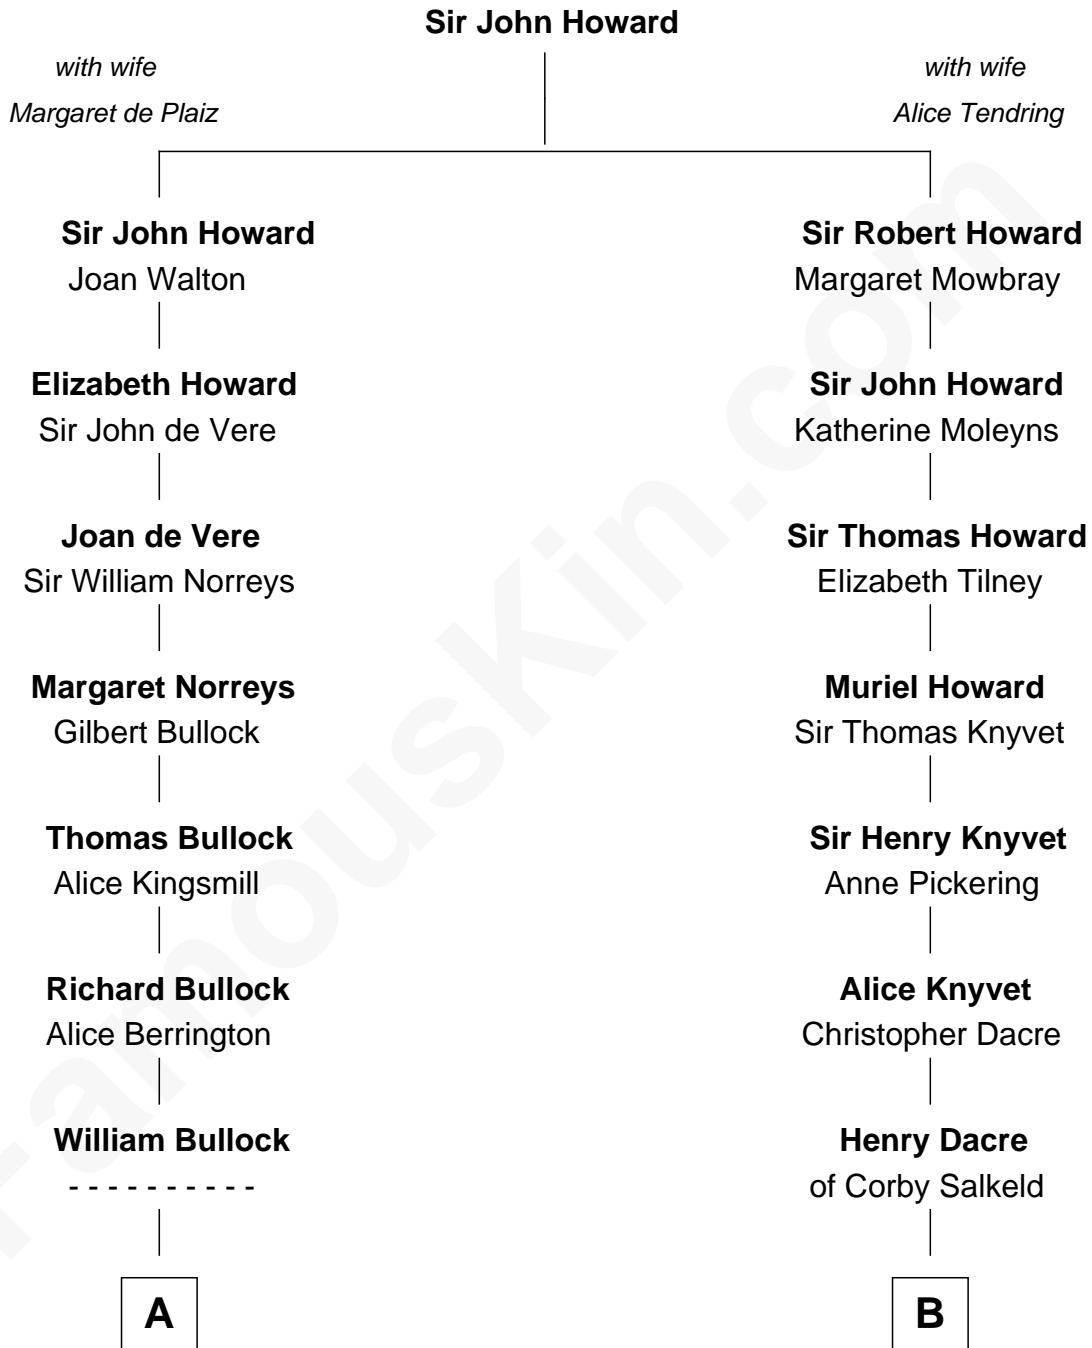 Sir John Howard
with wife
Margaret de Plaiz
with wife
Alice Tendring
Sir John Howard
Joan Walton
Sir Robert Howard
Margaret Mowbray
Elizabeth Howard
Sir John de Vere
Sir John Howard
Katherine Moleyns
Joan de Vere
Sir William Norreys
Sir Thomas Howard
Elizabeth Tilney
Margaret Norreys
Gilbert Bullock
Muriel Howard
Sir Thomas Knyvet
Thomas Bullock
Alice Kingsmill
Sir Henry Knyvet
Anne Pickering
Richard Bullock
Alice Berrington
Alice Knyvet
Christopher Dacre
William Bullock
- - - - - - - - - -
Henry Dacre
of Corby Salkeld
A
B
FamousKin.com